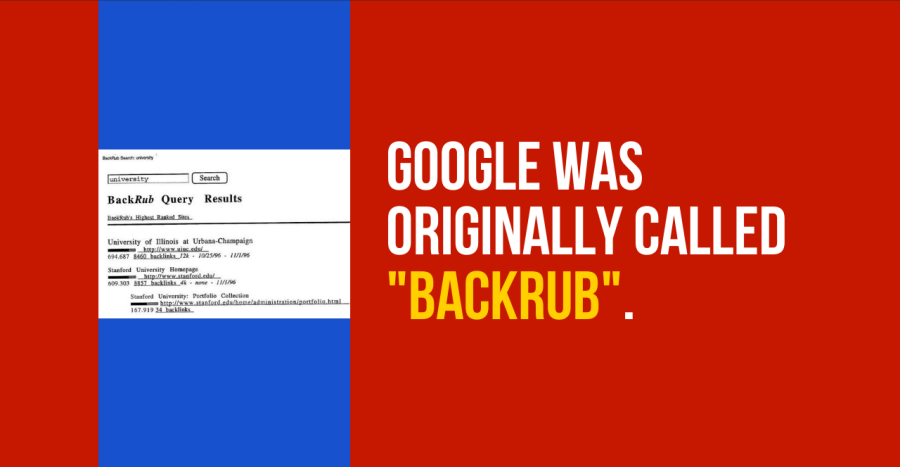 BackRub Search: university
university Search
BackRub Query Results
BackRub's Highest Ranked Sites
University of Illinois at Urbana-Champaign
http://www.uiuc.edu/
694.687 8460 backlinks 12k - 10/25/96 - 11/1/96
Stanford University Homepage
http://www.stanford.edu/
609.303 8857 backlinks 4k - none - 11/1/96
Stanford University: Portfolio Collection
http://www.stanford.edu/home/administration/portfolio.html
167.919 34 backlinks
GOOGLE WAS
ORIGINALLY CALLED
"BACKRUB".